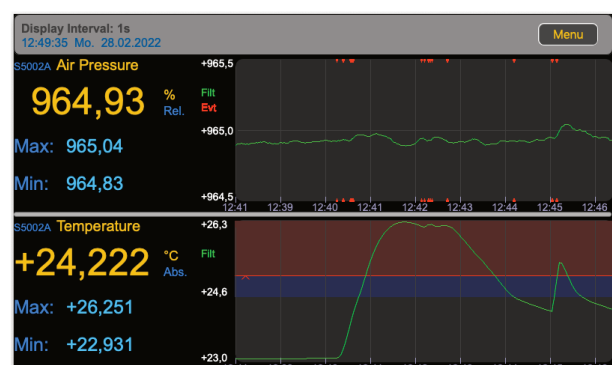 Display Interval: 1s
12:49:35 Mo. 28.02.2022
Menu
S5002A Air Pressure
964,93 % Rel.
Max: 965,04
Min: 964,83
+965,5
Filt
Evt
+965,0
+964,5
12:41 12:39 12:40 12:41 12:42 12:43 12:44 12:45 12:46
S5002A Temperature
+24,222 °C Abs.
Max: +26,251
Min: +22,931
+26,3
Filt
+24,6
+23,0